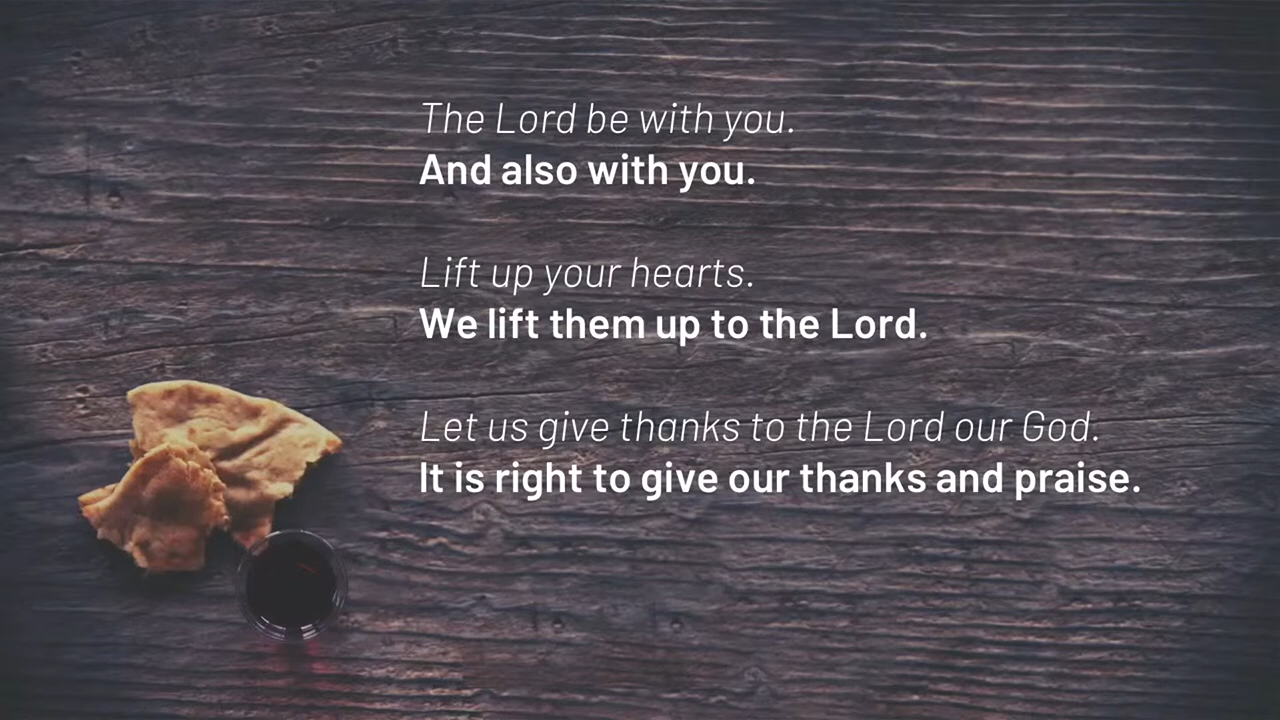 The Lord be with you.
And also with you.
Lift up your hearts.
We lift them up to the Lord.
Let us give thanks to the Lord our God.
It is right to give our thanks and praise.